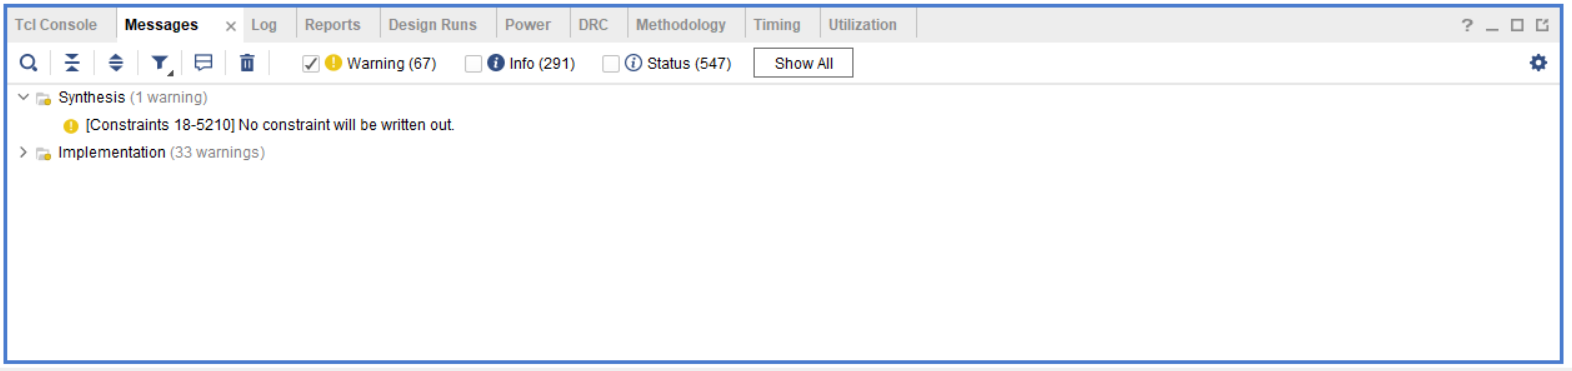 Tcl Console Messages × Log Reports Design Runs Power DRC Methodology Timing Utilization ?
Warning (67) Info (291) Status (547) Show All
Synthesis (1 warning)
[Constraints 18-5210] No constraint will be written out.
Implementation (33 warnings)